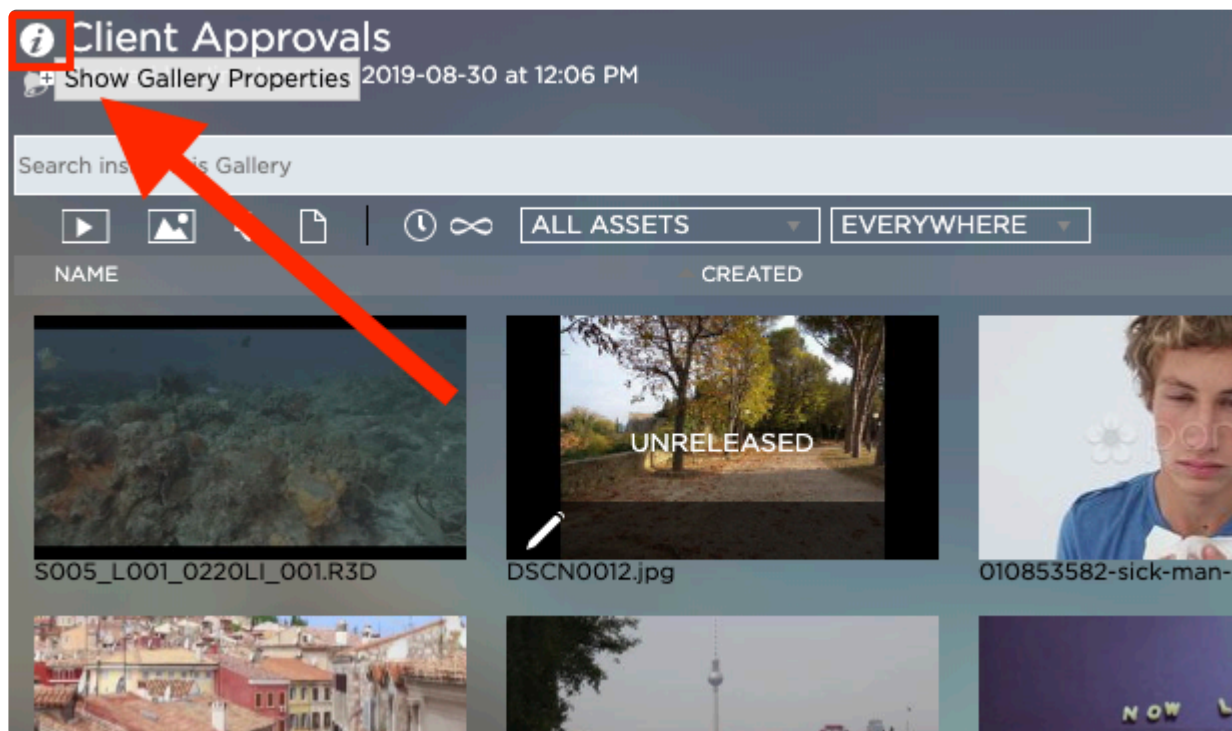 Client Approvals
Show Gallery Properties 2019-08-30 at 12:06 PM
Search is Gallery
ALL ASSETS EVERYWHERE
NAME CREATED
UNRELEASED
S005_L001_0220LI_001.R3D DSCN0012.jpg 010853582-sick-man-
NOW L